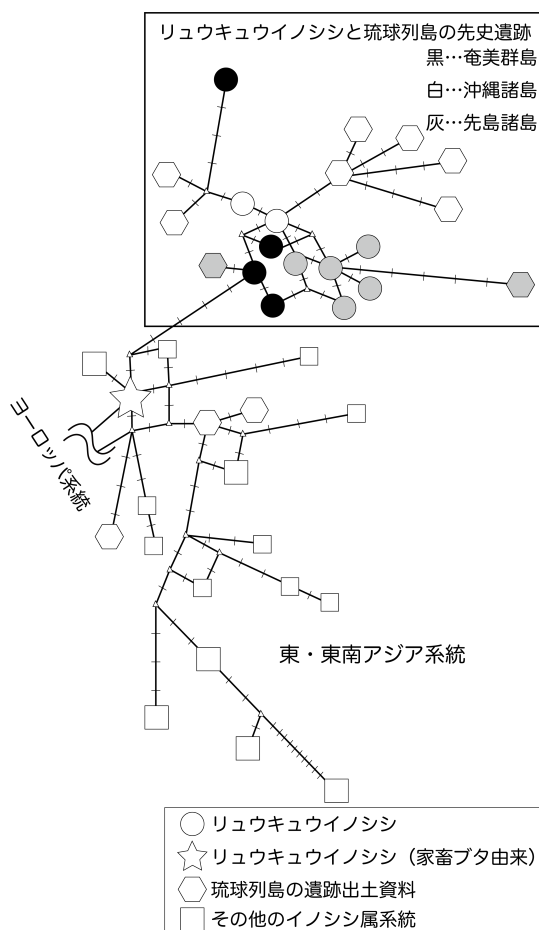 リュウキュウイノシシと琉球列島の先史遺跡
黒…奄美群島
白…沖縄諸島
灰…先島諸島
ヨーロッパ系統
東・東南アジア系統
リュウキュウイノシシ
リュウキュウイノシシ（家畜ブタ由来）
琉球列島の遺跡出土資料
その他のイノシシ属系統